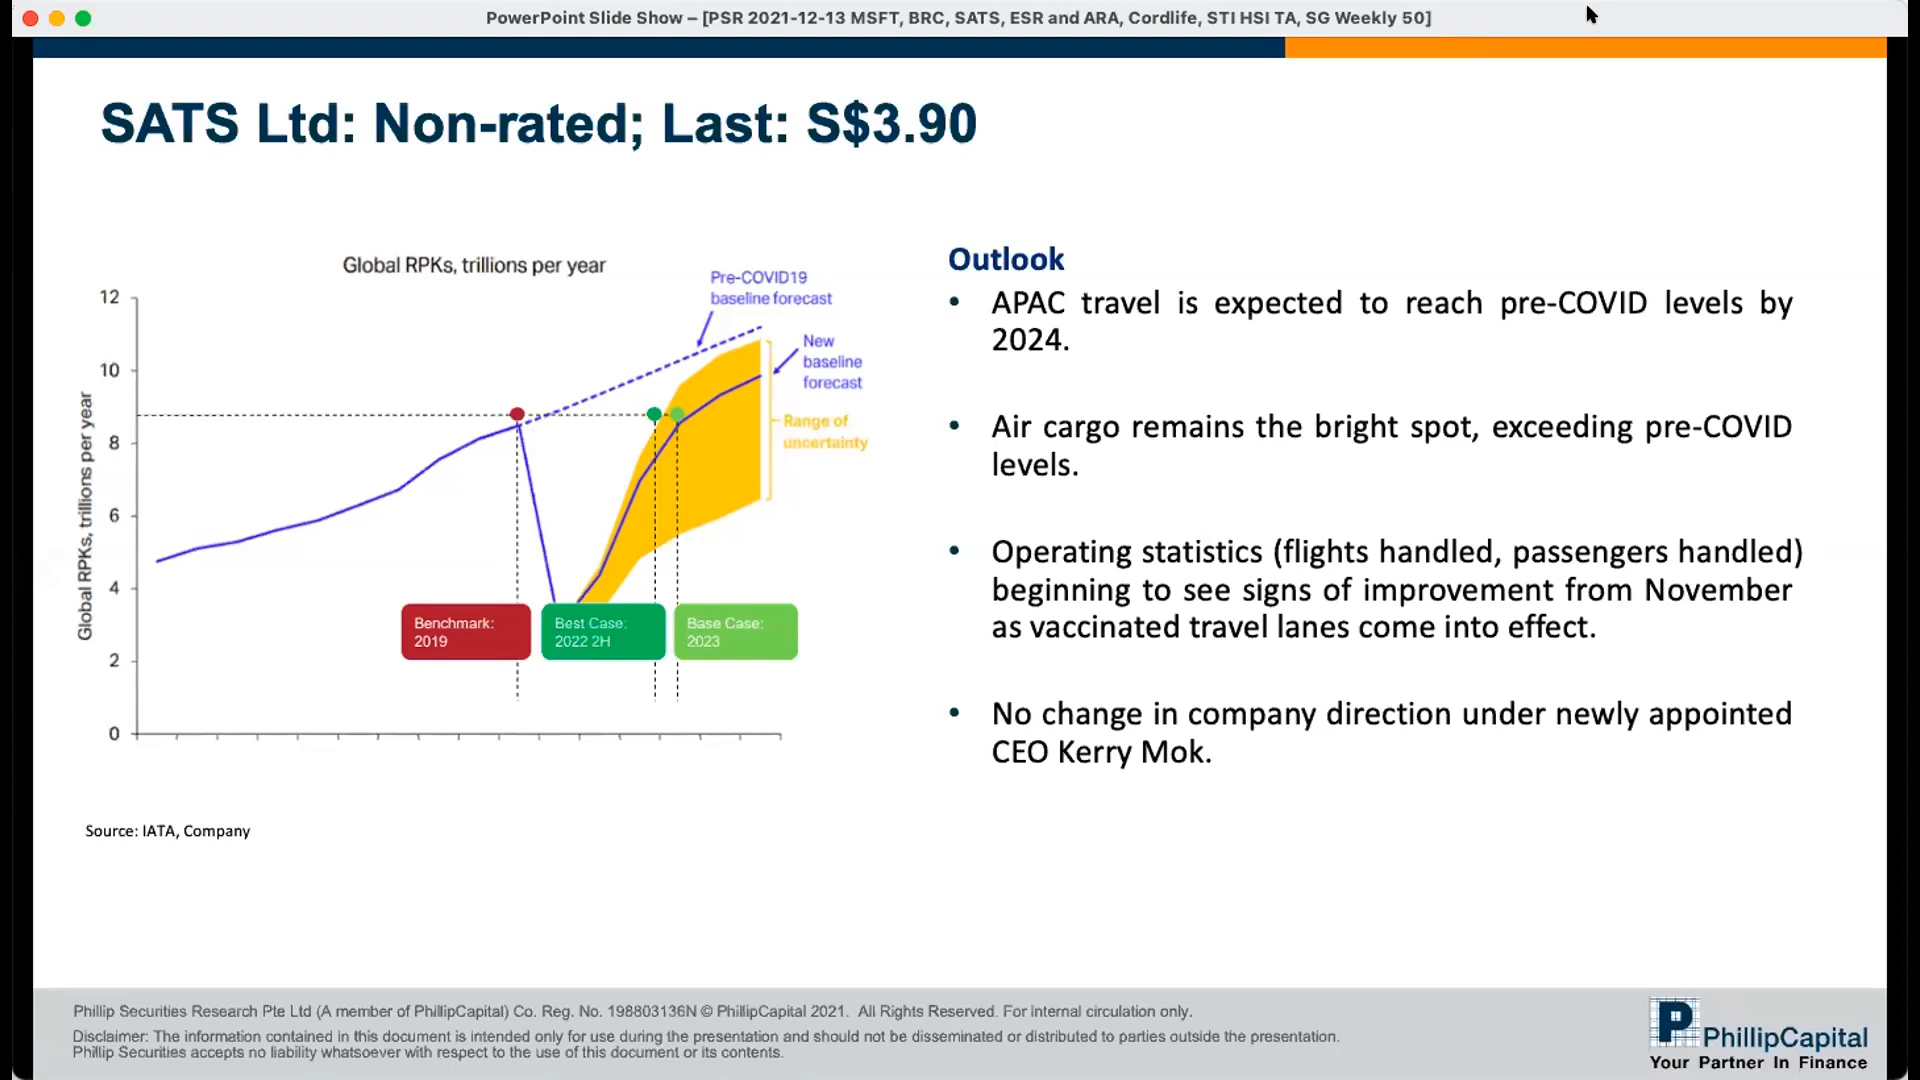 PowerPoint Slide Show – [PSR 2021-12-13 MSFT, BRC, SATS, ESR and ARA, Cordlife, STI HSI TA, SG Weekly 50]
SATS Ltd: Non-rated; Last: S$3.90
Global RPKs, trillions per year
Pre-COVID19
baseline forecast
New
baseline
forecast
Range of
uncertainty
Global RPKs, trillions per year
12
10
8
6
4
2
0
Benchmark:
2019
Best Case:
2022 2H
Base Case:
2023
Source: IATA, Company
Outlook
• APAC travel is expected to reach pre-COVID levels by
2024.
• Air cargo remains the bright spot, exceeding pre-COVID
levels.
• Operating statistics (flights handled, passengers handled)
beginning to see signs of improvement from November
as vaccinated travel lanes come into effect.
• No change in company direction under newly appointed
CEO Kerry Mok.
Phillip Securities Research Pte Ltd (A member of PhillipCapital) Co. Reg. No. 198803136N © PhillipCapital 2021. All Rights Reserved. For internal circulation only.
Disclaimer: The information contained in this document is intended only for use during the presentation and should not be disseminated or distributed to parties outside the presentation.
Phillip Securities accepts no liability whatsoever with respect to the use of this document or its contents.
PhillipCapital
Your Partner In Finance